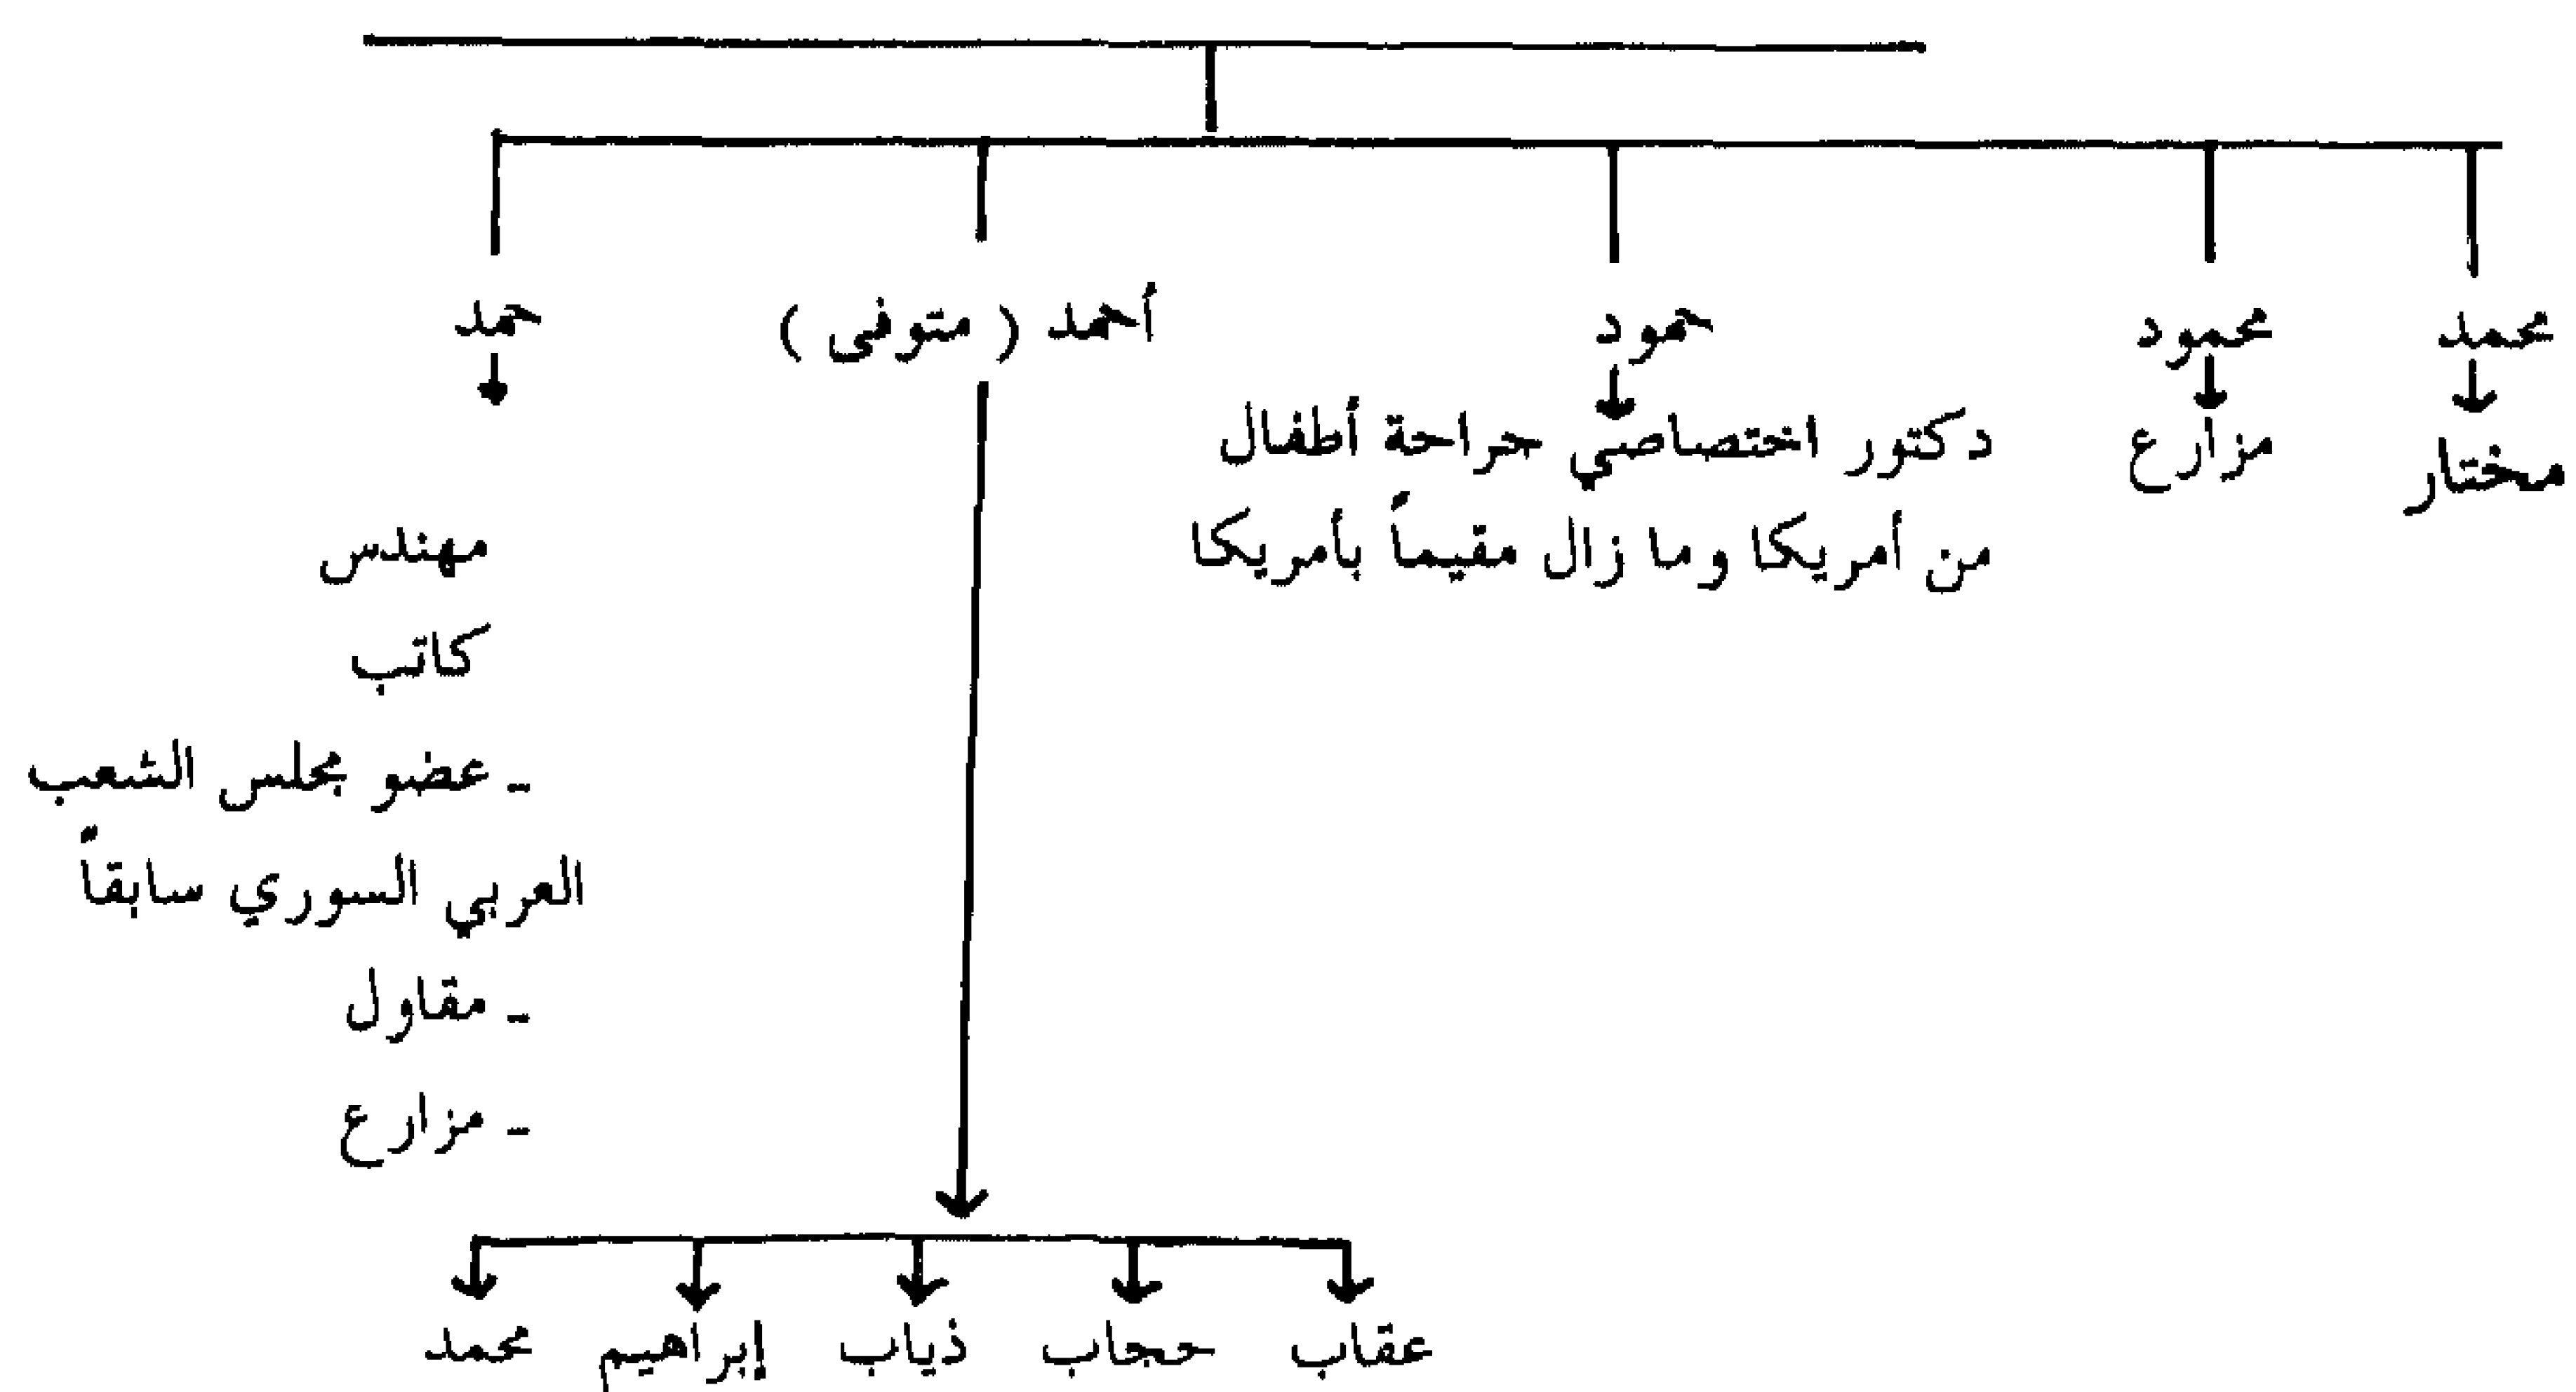 محمد
محمود
حمود
أحمد ( متوفى )
حمد
مختار
مزارع
دكتور اختصاصي جراحة أطفال
من أمريكا وما زال مقيماً بأمريكا
مهندس
كاتب
- عضو مجلس الشعب
العربي السوري سابقاً
- مقاول
- مزارع
عقاب
حجاب
ذياب
إبراهيم
محمد